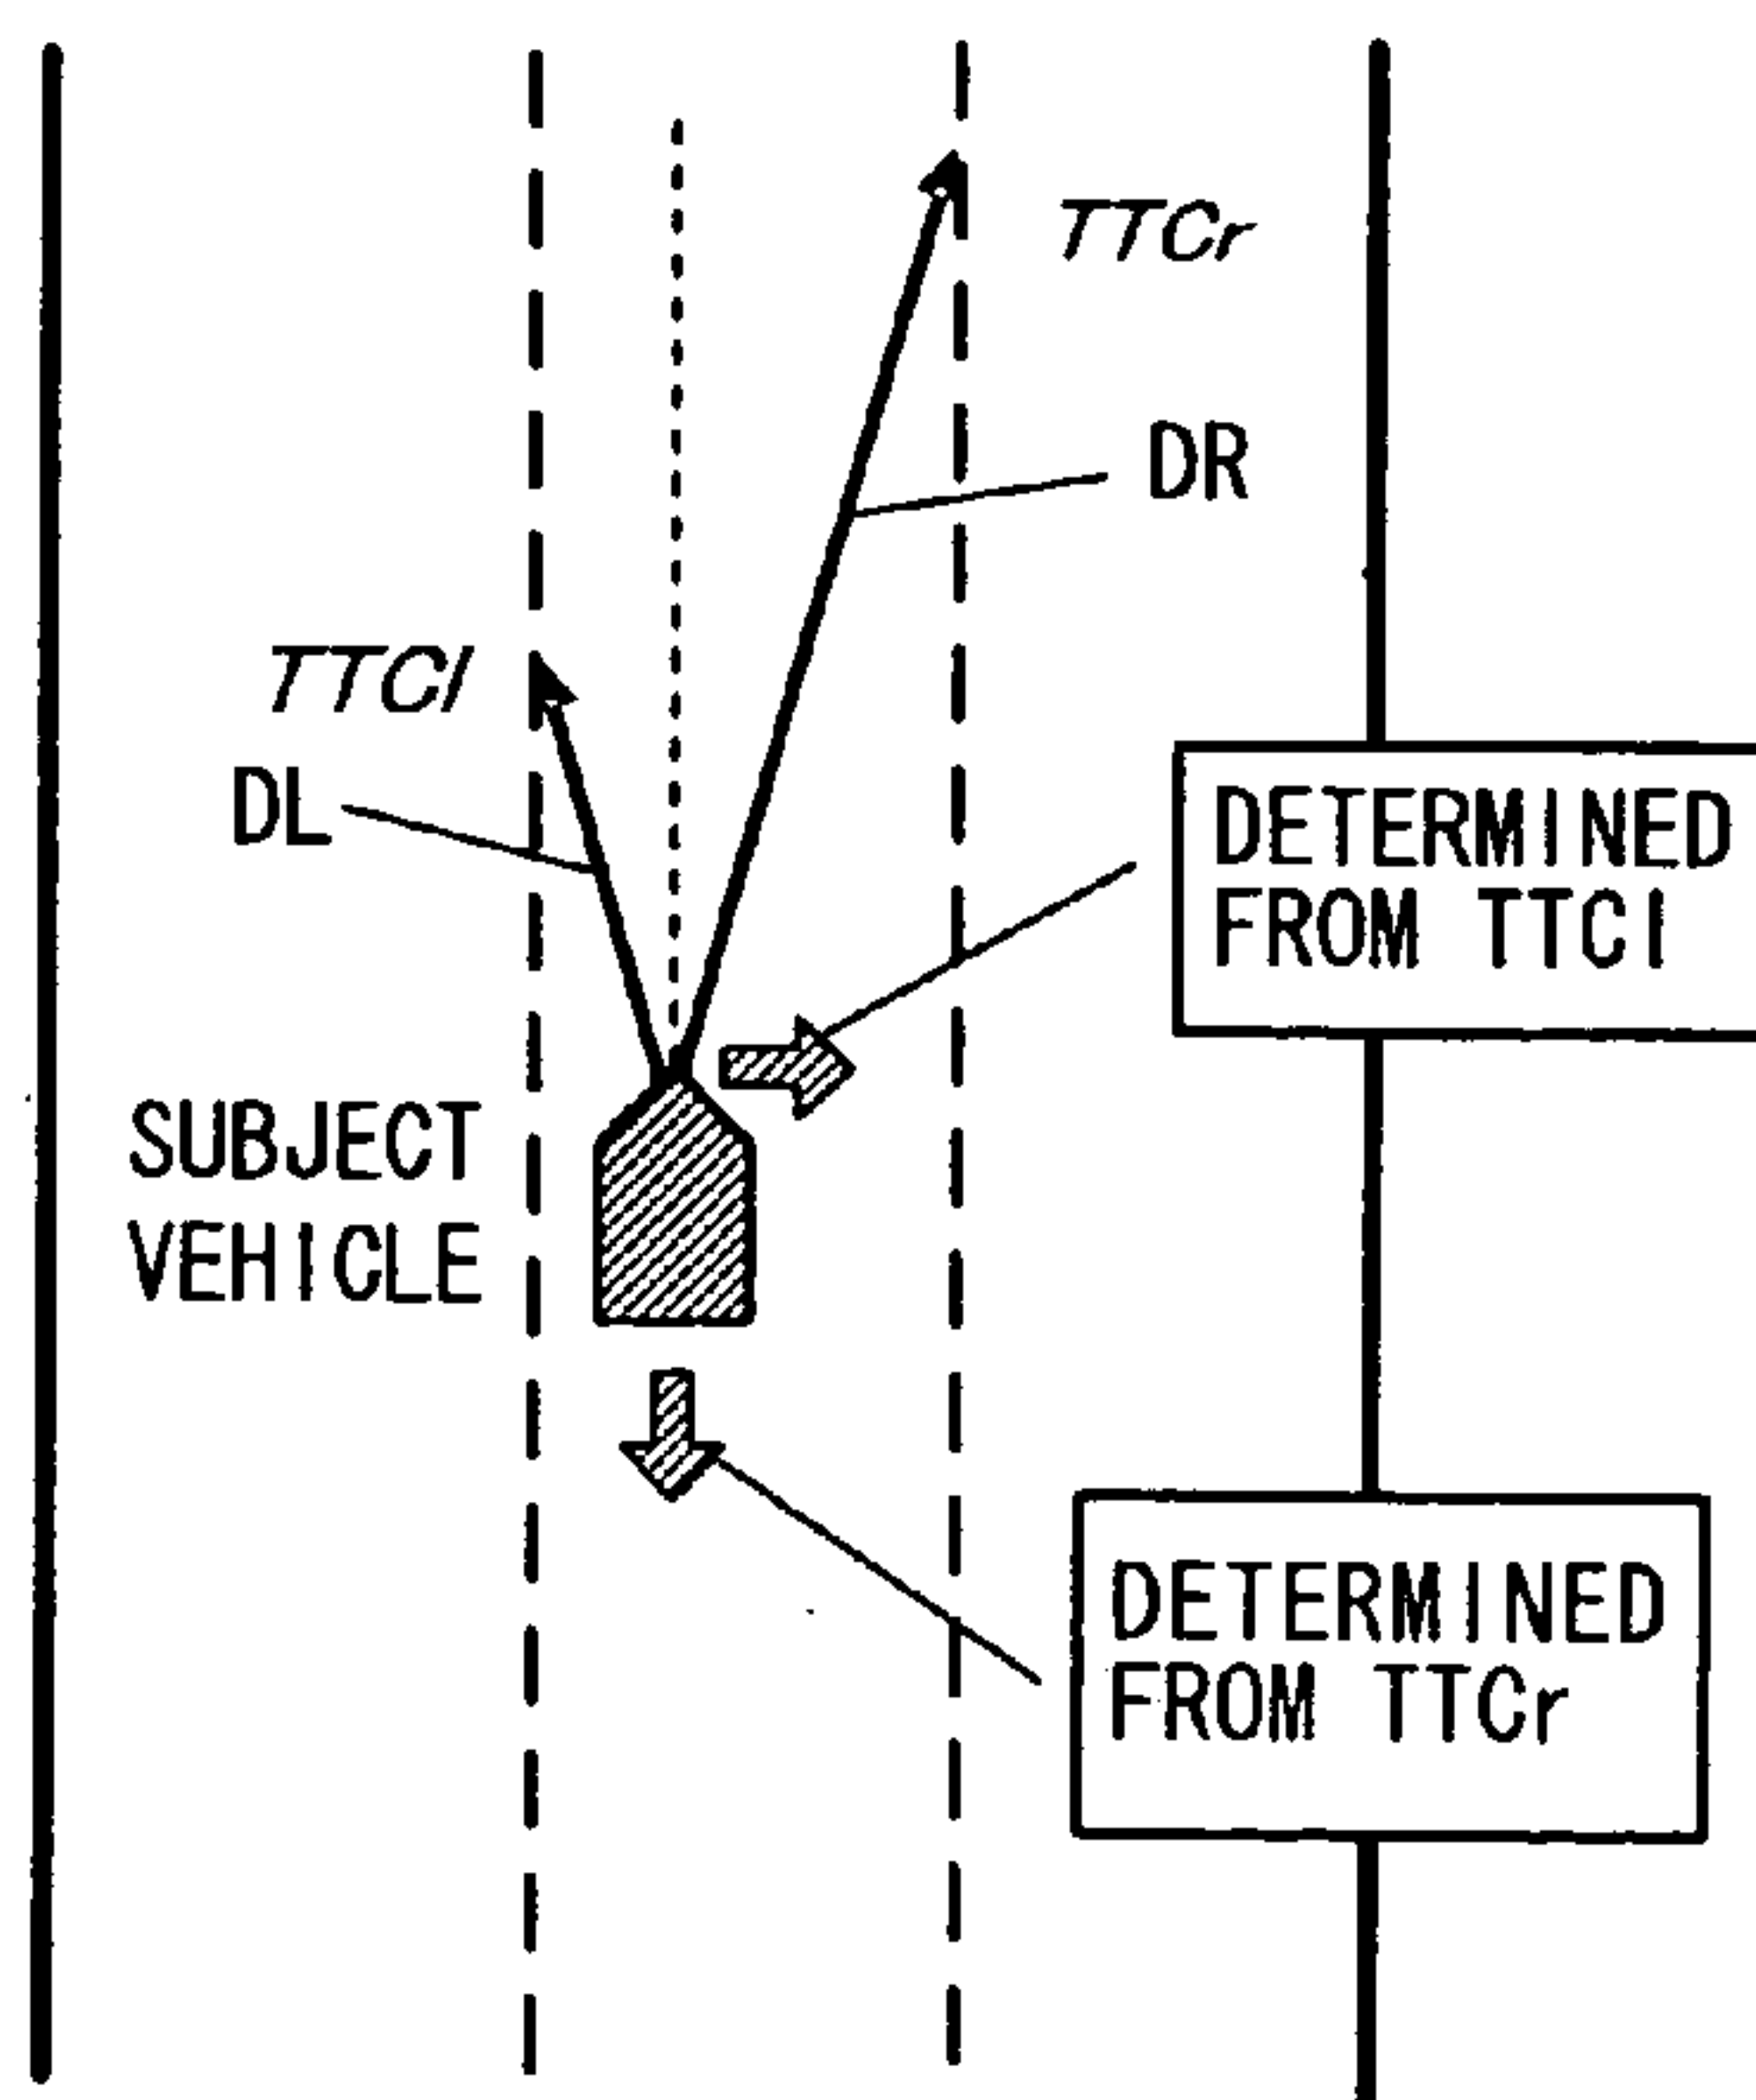 TTCr
DR
TTCl
DL
DETERMINED
FROM TTCl
SUBJECT
VEHICLE
DETERMINED
FROM TTCr